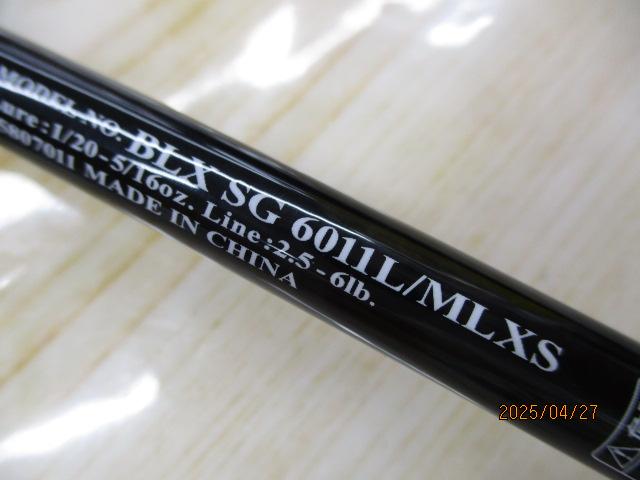 MODEL NO. BLX SG 6011L/MLXS
ure:1/20-5/16oz. Line:2.5-6lb.
5807011 MADE IN CHINA
2025/04/27